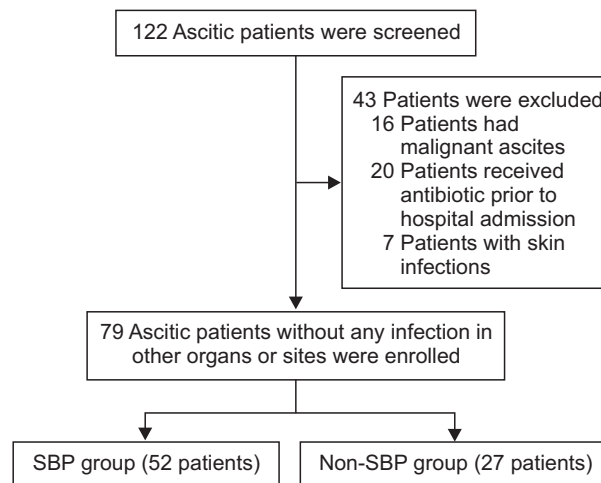 122 Ascitic patients were screened
43 Patients were excluded
16 Patients had
malignant ascites
20 Patients received
antibiotic prior to
hospital admission
7 Patients with skin
infections
79 Ascitic patients without any infection in
other organs or sites were enrolled
SBP group (52 patients)
Non-SBP group (27 patients)